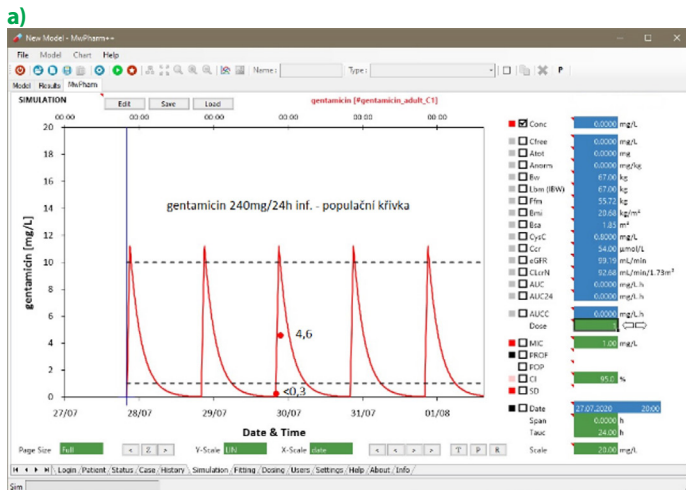 a)
New Model - MwPharm++
File Model Chart Help
Name: Type: P
Model Results MwPharm
SIMULATION Edit Save Load gentamicin [#gentamicin_adult_C1]
00:00 00:00 00:00 00:00 00:00 00:00
20
18
16
14
12
10
8
6
4
2
0
gentamicin [mg/L]
gentamicin 240mg/24h inf. - populační křivka
4,6
<0,3
27/07 28/07 29/07 30/07 31/07 01/08
Date & Time
Conc 0.0000 mg/L
Cfree 0.0000 mg/L
Atot 0.0000 mg
Anorm 0.0000 mg/kg
Bw 67.00 kg
Lbm (IBW) 67.00 kg
Ffm 55.72 kg
Bmi 20.68 kg/m²
Bsa 1.85 m²
CysC 0.8000 mg/L
Ccr 54.00 µmol/L
eGFR 99.19 mL/min
CLcrN 92.68 mL/min/1.73m²
AUC 0.0000 mg/L.h
AUC24 0.0000 mg/L.h
AUCC 0.0000 mg/L.h
Dose 1
MIC 1.00 mg/L
PROF
POP
CI 95.0 %
SD
Date 27.07.2020 20:00
Span 0.0000 h
Tauc 24.00 h
Scale 20.00 mg/L
Page Size Full < Z > Y-Scale LIN X-Scale date < < > > T P R
Login / Patient / Status / Case / History / Simulation / Fitting / Dosing / Users / Settings / Help / About / Info /
Sim